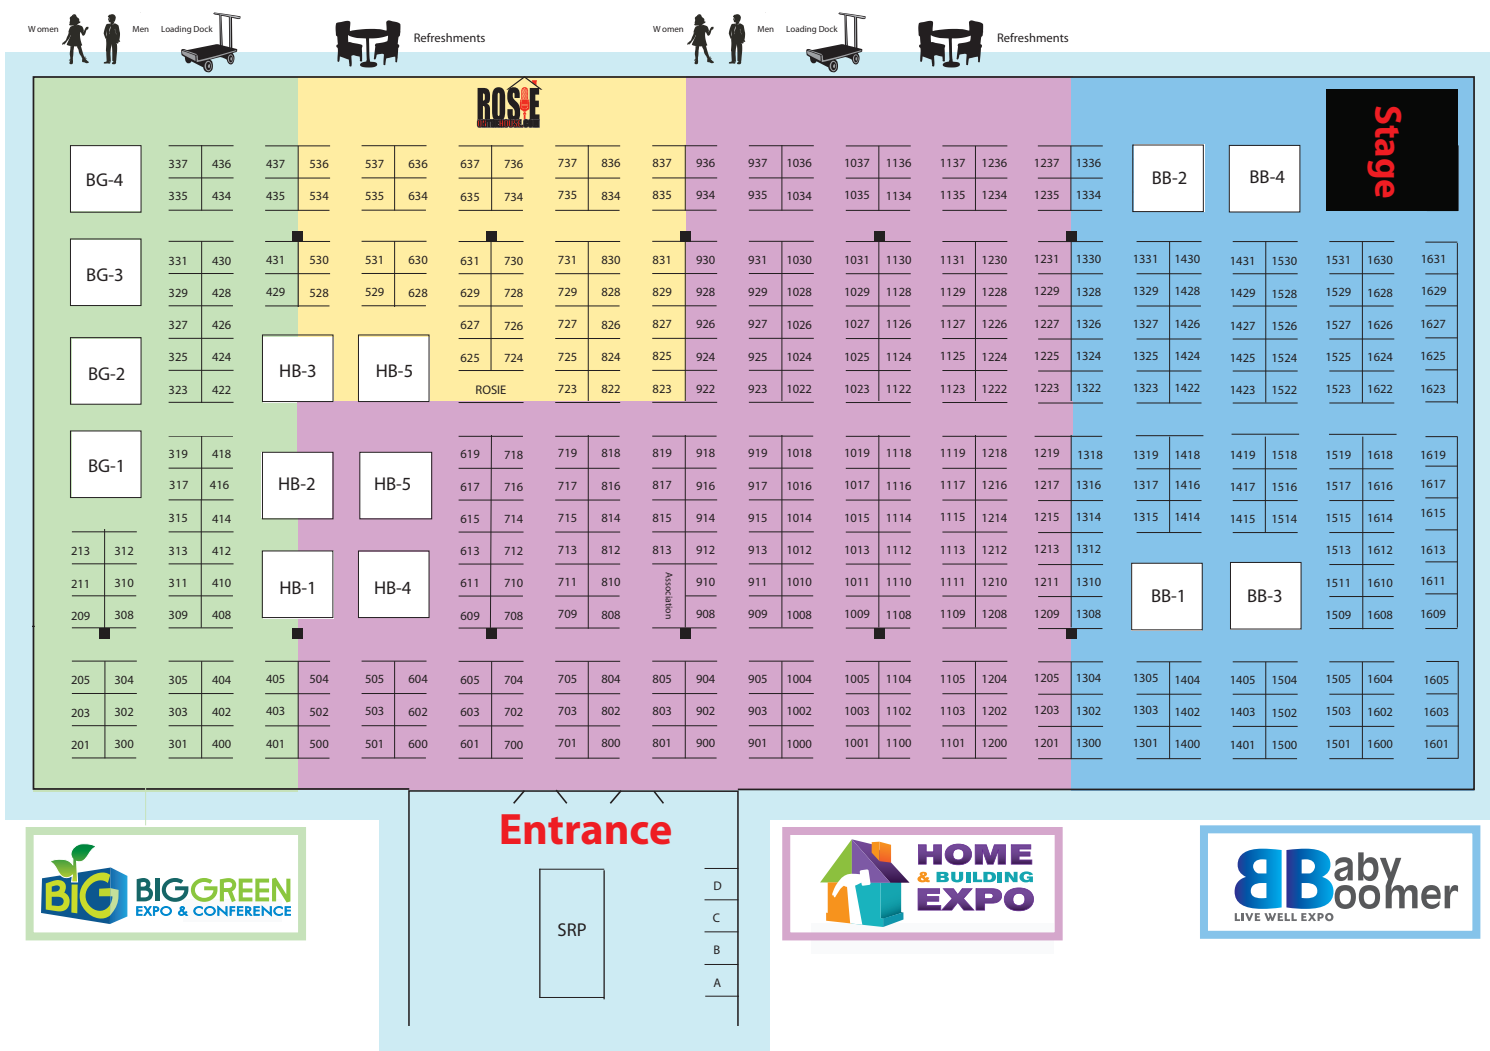 Women Men Loading Dock Refreshments Women Men Loading Dock Refreshments
ROSIE
Stage
BG-4 337 436 437 536 537 636 637 736 737 836 837 936 937 1036 1037 1136 1137 1236 1237 1336 BB-2 BB-4
335 434 435 534 535 634 635 734 735 834 835 934 935 1034 1035 1134 1135 1234 1235 1334
BG-3 331 430 431 530 531 630 631 730 731 830 831 930 931 1030 1031 1130 1131 1230 1231 1330 1331 1430 1431 1530 1531 1630 1631
329 428 429 528 529 628 629 728 729 828 829 928 929 1028 1029 1128 1129 1228 1229 1328 1329 1428 1429 1528 1529 1628 1629
327 426 627 726 727 826 827 926 927 1026 1027 1126 1127 1226 1227 1326 1327 1426 1427 1526 1527 1626 1627
BG-2 325 424 HB-3 HB-5 625 724 725 824 825 924 925 1024 1025 1124 1125 1224 1225 1324 1325 1424 1425 1524 1525 1624 1625
323 422 ROSIE 723 822 823 922 923 1022 1023 1122 1123 1222 1223 1322 1323 1422 1423 1522 1523 1622 1623
BG-1 319 418 619 718 719 818 819 918 919 1018 1019 1118 1119 1218 1219 1318 1319 1418 1419 1518 1519 1618 1619
317 416 HB-2 HB-5 617 716 717 816 817 916 917 1016 1017 1116 1117 1216 1217 1316 1317 1416 1417 1516 1517 1616 1617
315 414 615 714 715 814 815 914 915 1014 1015 1114 1115 1214 1215 1314 1315 1414 1415 1514 1515 1614 1615
213 312 313 412 613 712 713 812 813 912 913 1012 1013 1112 1113 1212 1213 1312 1513 1612 1613
211 310 311 410 HB-1 HB-4 611 710 711 810 Association 910 911 1010 1011 1110 1111 1210 1211 1310 BB-1 BB-3 1511 1610 1611
209 308 309 408 609 708 709 808 908 909 1008 1009 1108 1109 1208 1209 1308 1509 1608 1609
205 304 305 404 405 504 505 604 605 704 705 804 805 904 905 1004 1005 1104 1105 1204 1205 1304 1305 1404 1405 1504 1505 1604 1605
203 302 303 402 403 502 503 602 603 702 703 802 803 902 903 1002 1003 1102 1103 1202 1203 1302 1303 1402 1403 1502 1503 1602 1603
201 300 301 400 401 500 501 600 601 700 701 800 801 900 901 1000 1001 1100 1101 1200 1201 1300 1301 1400 1401 1500 1501 1600 1601
Entrance
SRP
D
C
B
A
BiG BIGGREEN
EXPO & CONFERENCE
HOME
& BUILDING
EXPO
BBaby
oomer
LIVE WELL EXPO